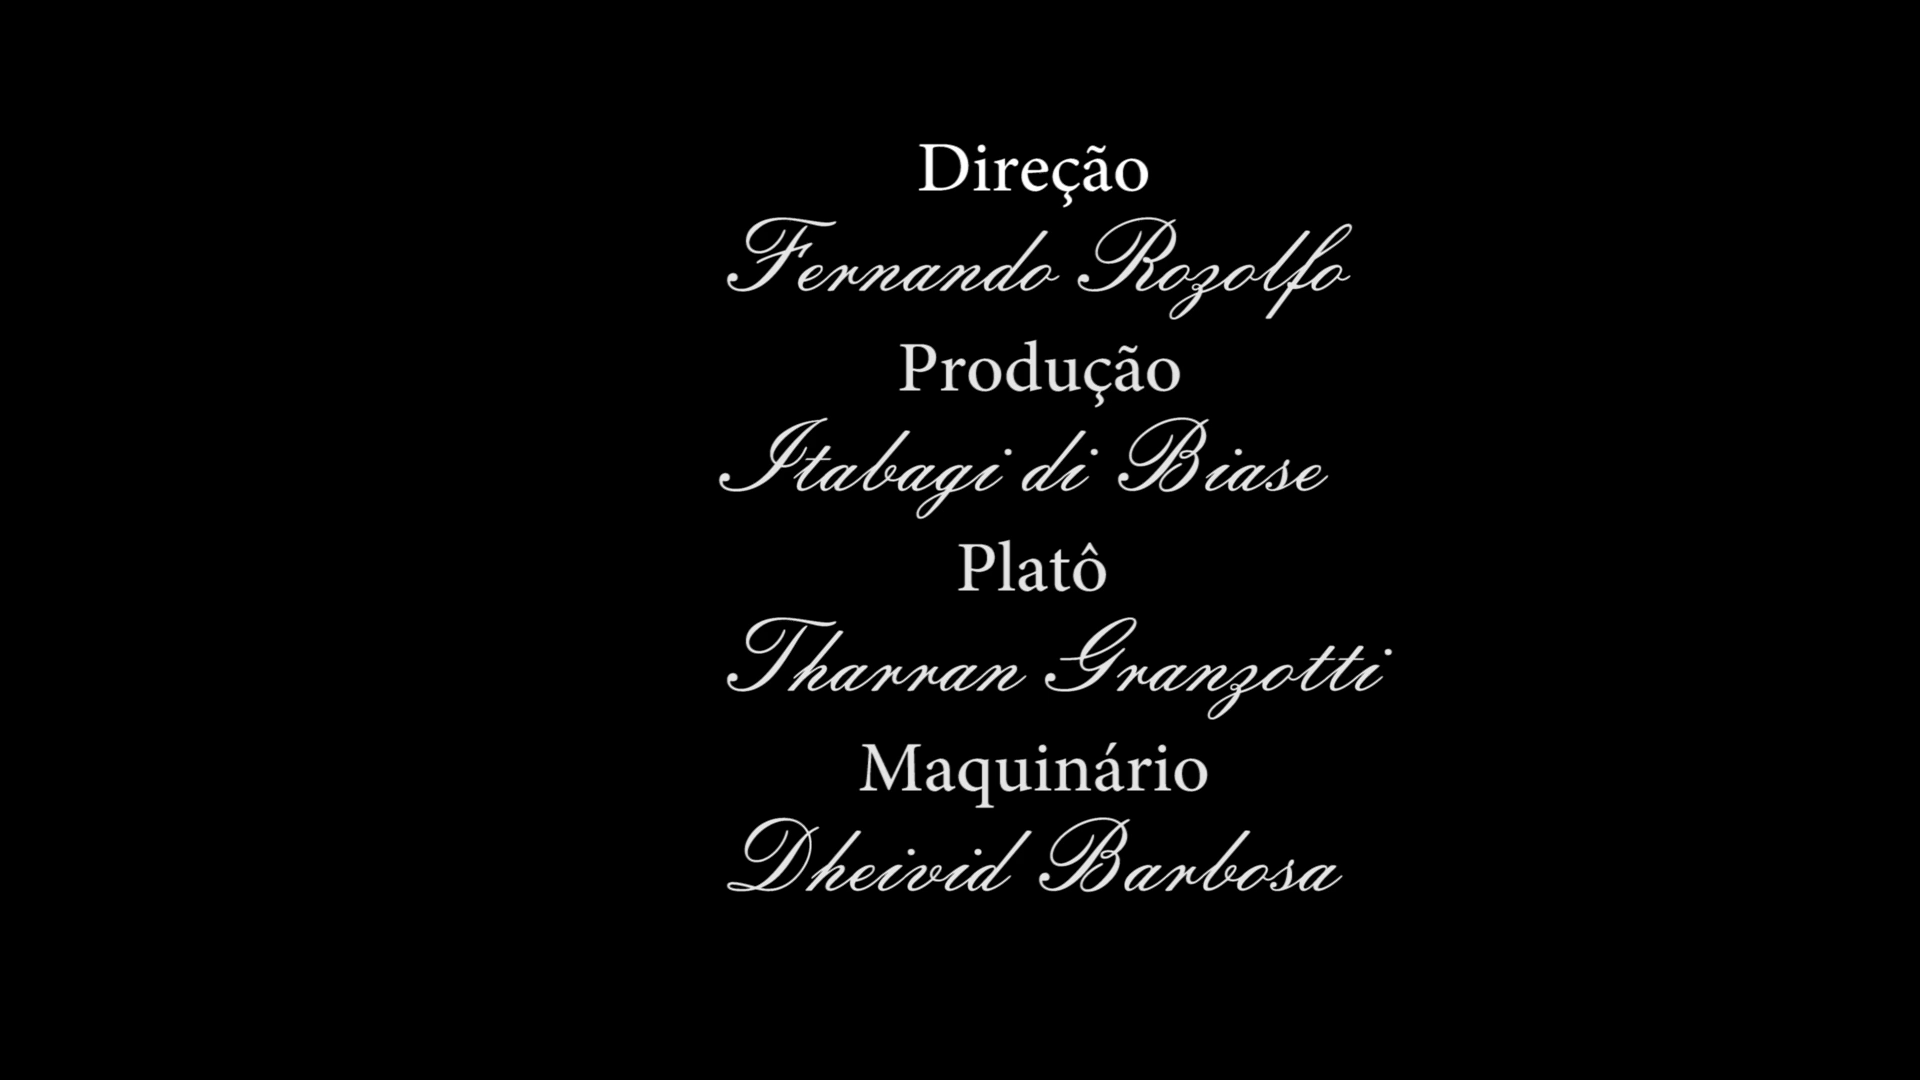 Direção
Fernando Rozolfo
Produção
Itabagi di Biase
Platô
Tharran Granzotti
Maquinário
Dheivid Barbosa